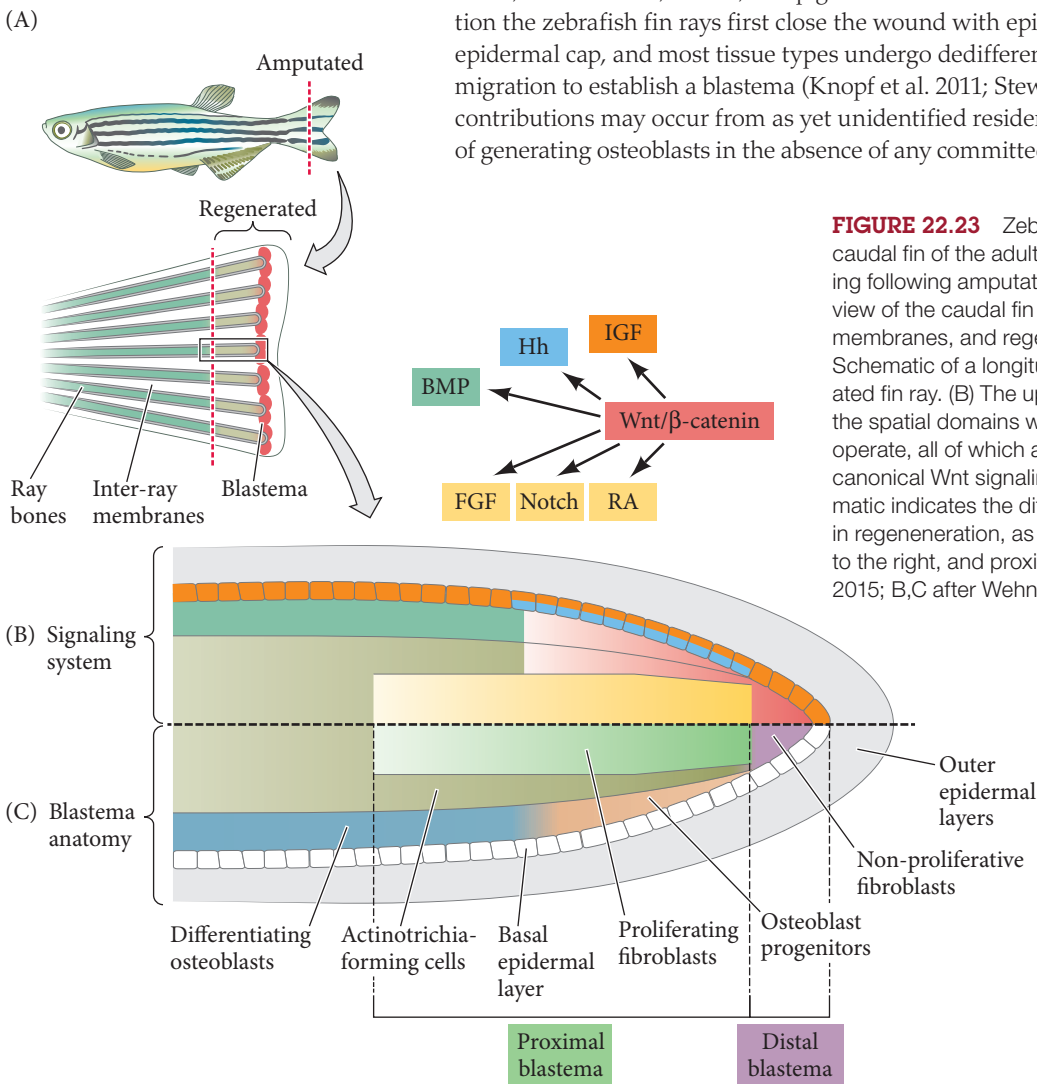 (A)
tion the zebrafish fin rays first close the wound with epi
epidermal cap, and most tissue types undergo dedifferen
migration to establish a blastema (Knopf et al. 2011; Stew
contributions may occur from as yet unidentified residen
of generating osteoblasts in the absence of any committe
Amputated
Regenerated
Ray
bones
Inter-ray
membranes
Blastema
FIGURE 22.23 Zeb
caudal fin of the adult
ing following amputat
view of the caudal fin
membranes, and rege
Schematic of a longitu
ated fin ray. (B) The up
the spatial domains w
operate, all of which a
canonical Wnt signalin
matic indicates the dif
in regeneneration, as
to the right, and proxi
2015; B,C after Wehn
BMP
Hh
IGF
Wnt/β-catenin
FGF
Notch
RA
(B) Signaling
system
(C) Blastema
anatomy
Outer
epidermal
layers
Non-proliferative
fibroblasts
Differentiating
osteoblasts
Actinotrichia-
forming cells
Basal
epidermal
layer
Proliferating
fibroblasts
Osteoblast
progenitors
Proximal
blastema
Distal
blastema